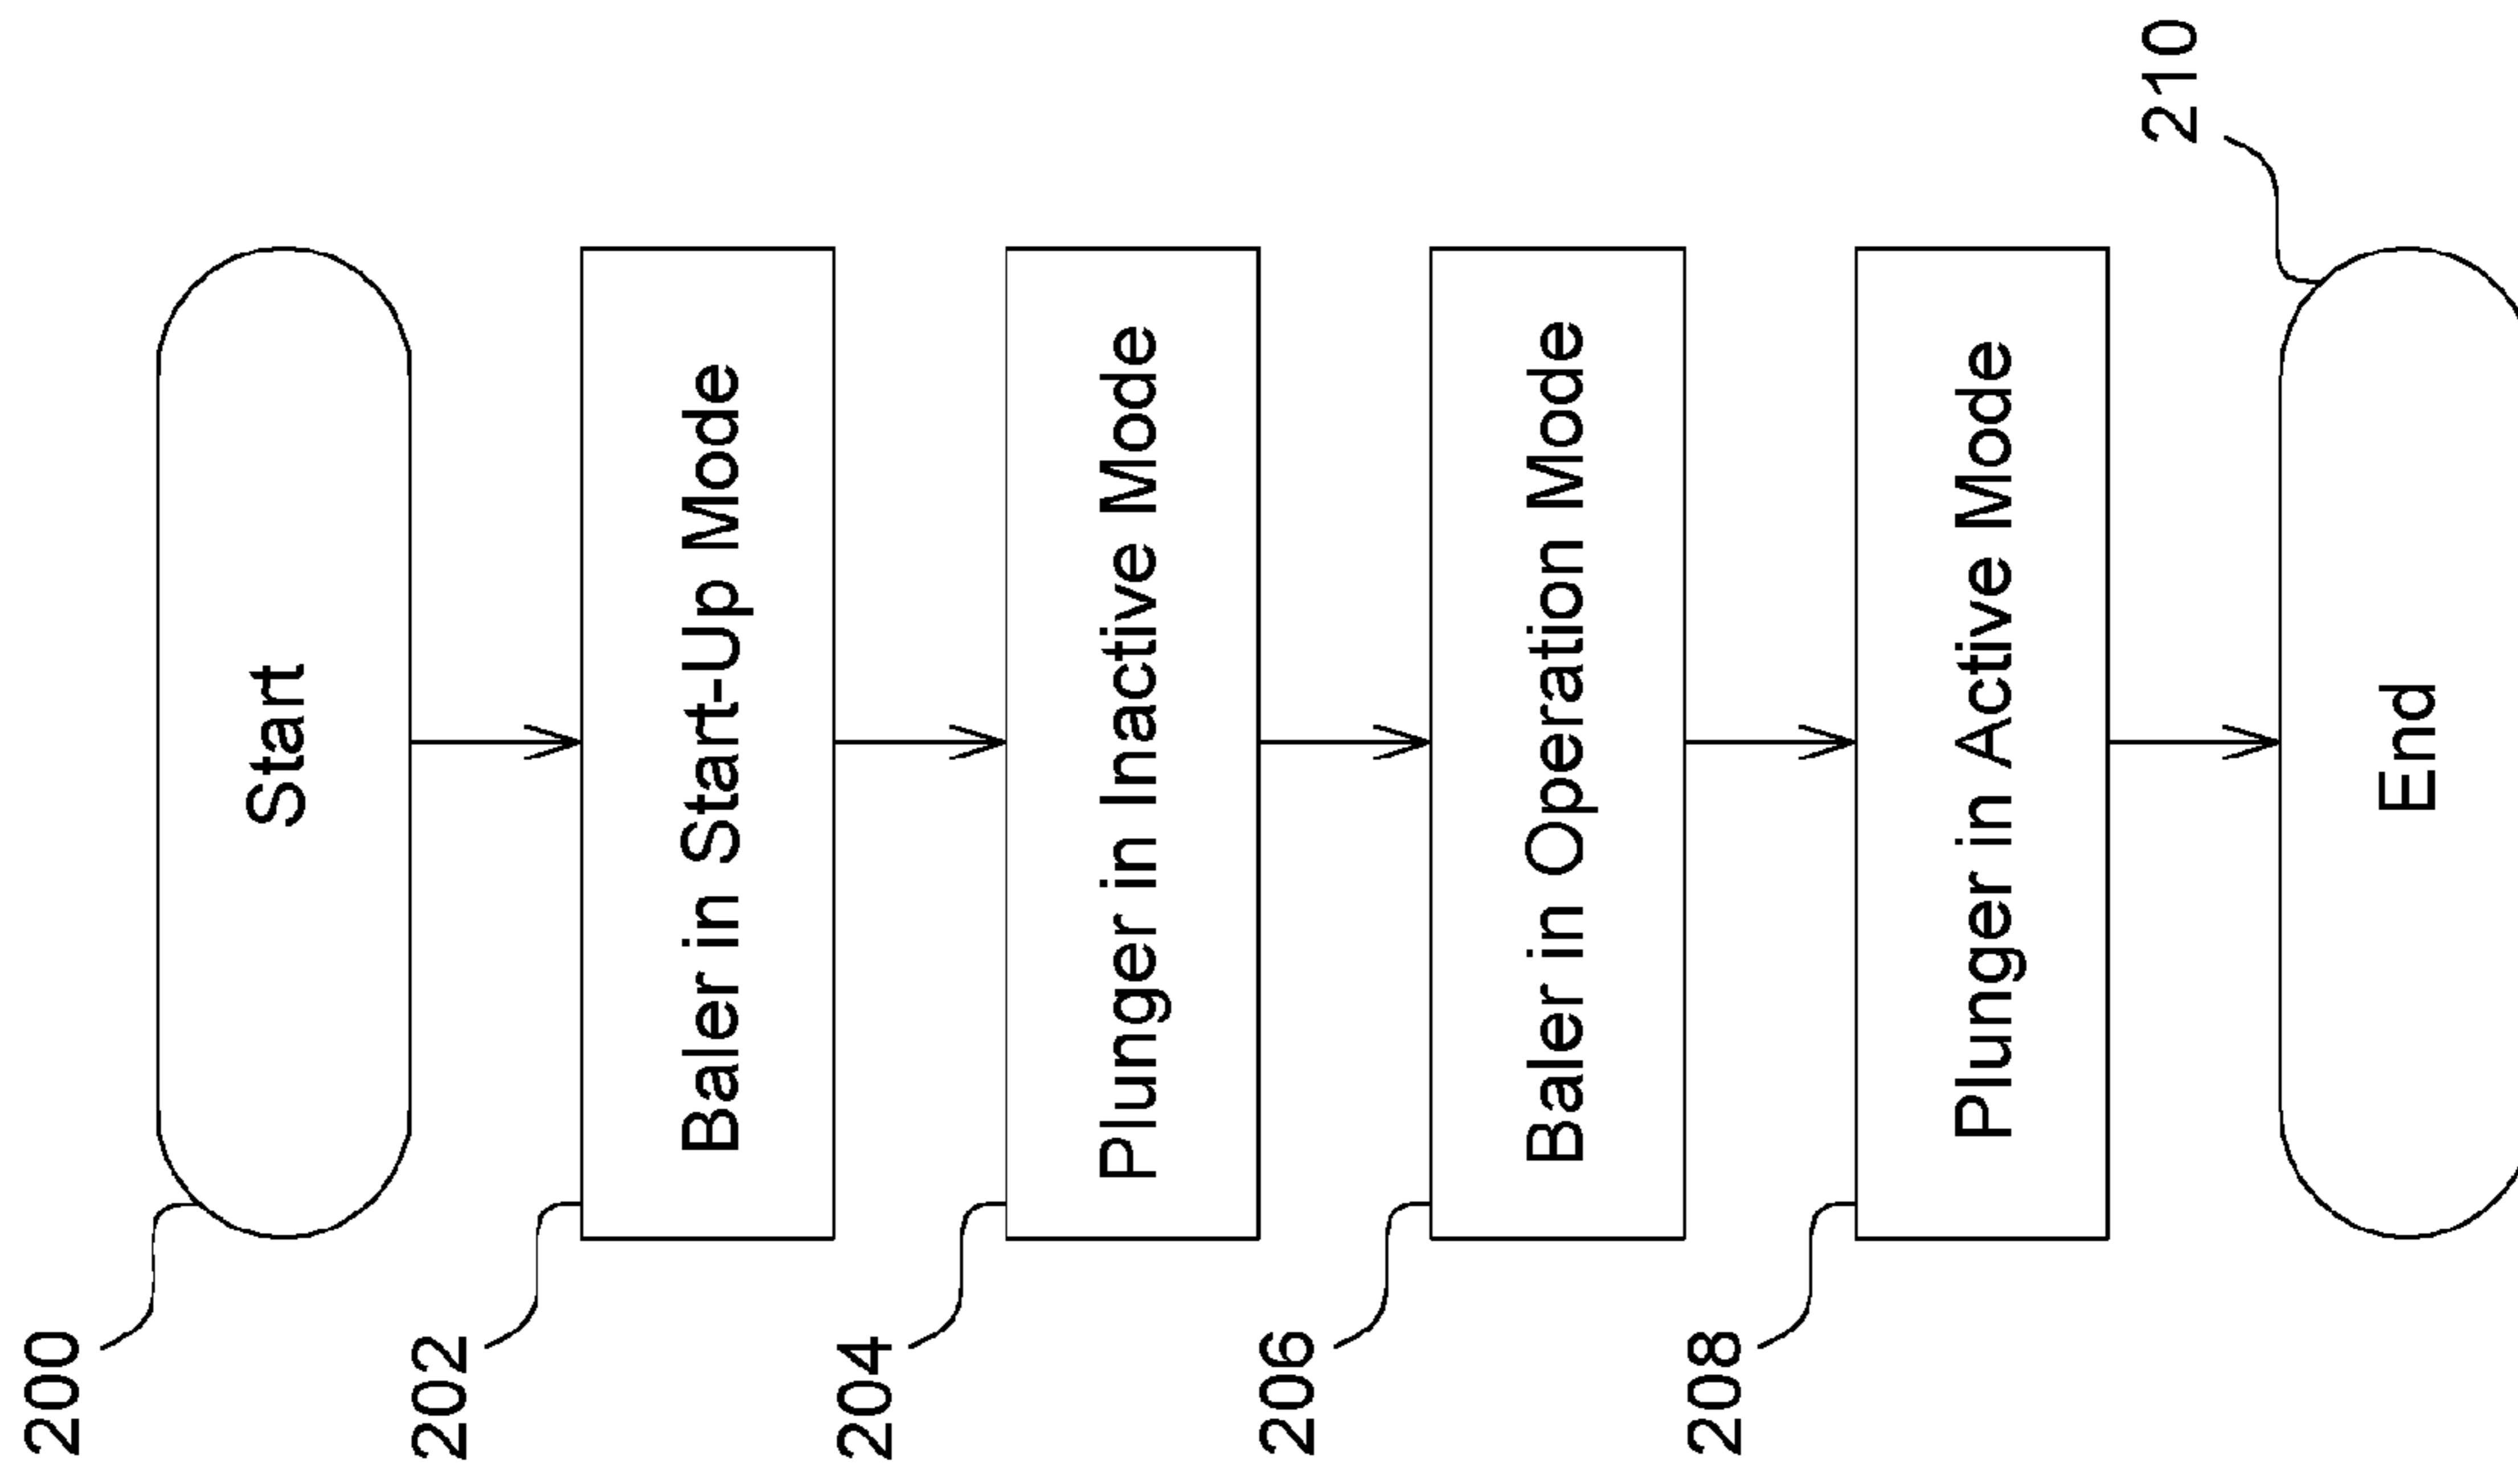 200
Start
202
Baler in Start-Up Mode
204
Plunger in Inactive Mode
206
Baler in Operation Mode
208
Plunger in Active Mode
210
End